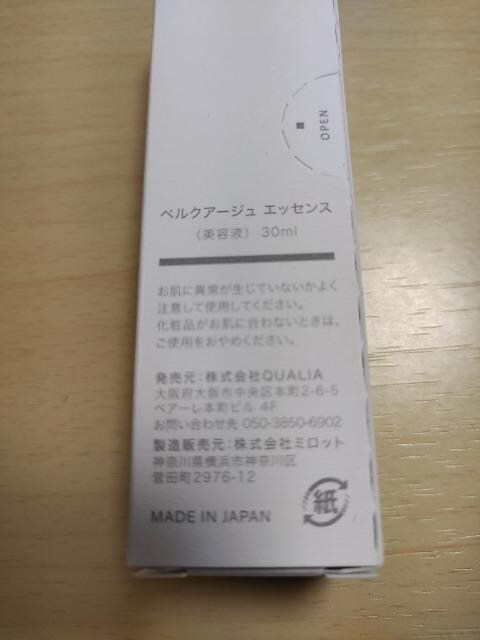 OPEN
ベルクアージュ エッセンス
（美容液） 30ml
お肌に異常が生じていないかよく
注意して使用してください。
化粧品がお肌に合わないときは、
ご使用をおやめください。
発売元：株式会社QUALIA
大阪府大阪市中央区本町2-6-5
ベアーレ本町ビル 4F
お問い合わせ先 050-3850-6902
製造販売元：株式会社ミロット
神奈川県横浜市神奈川区
菅田町2976-12
紙
MADE IN JAPAN